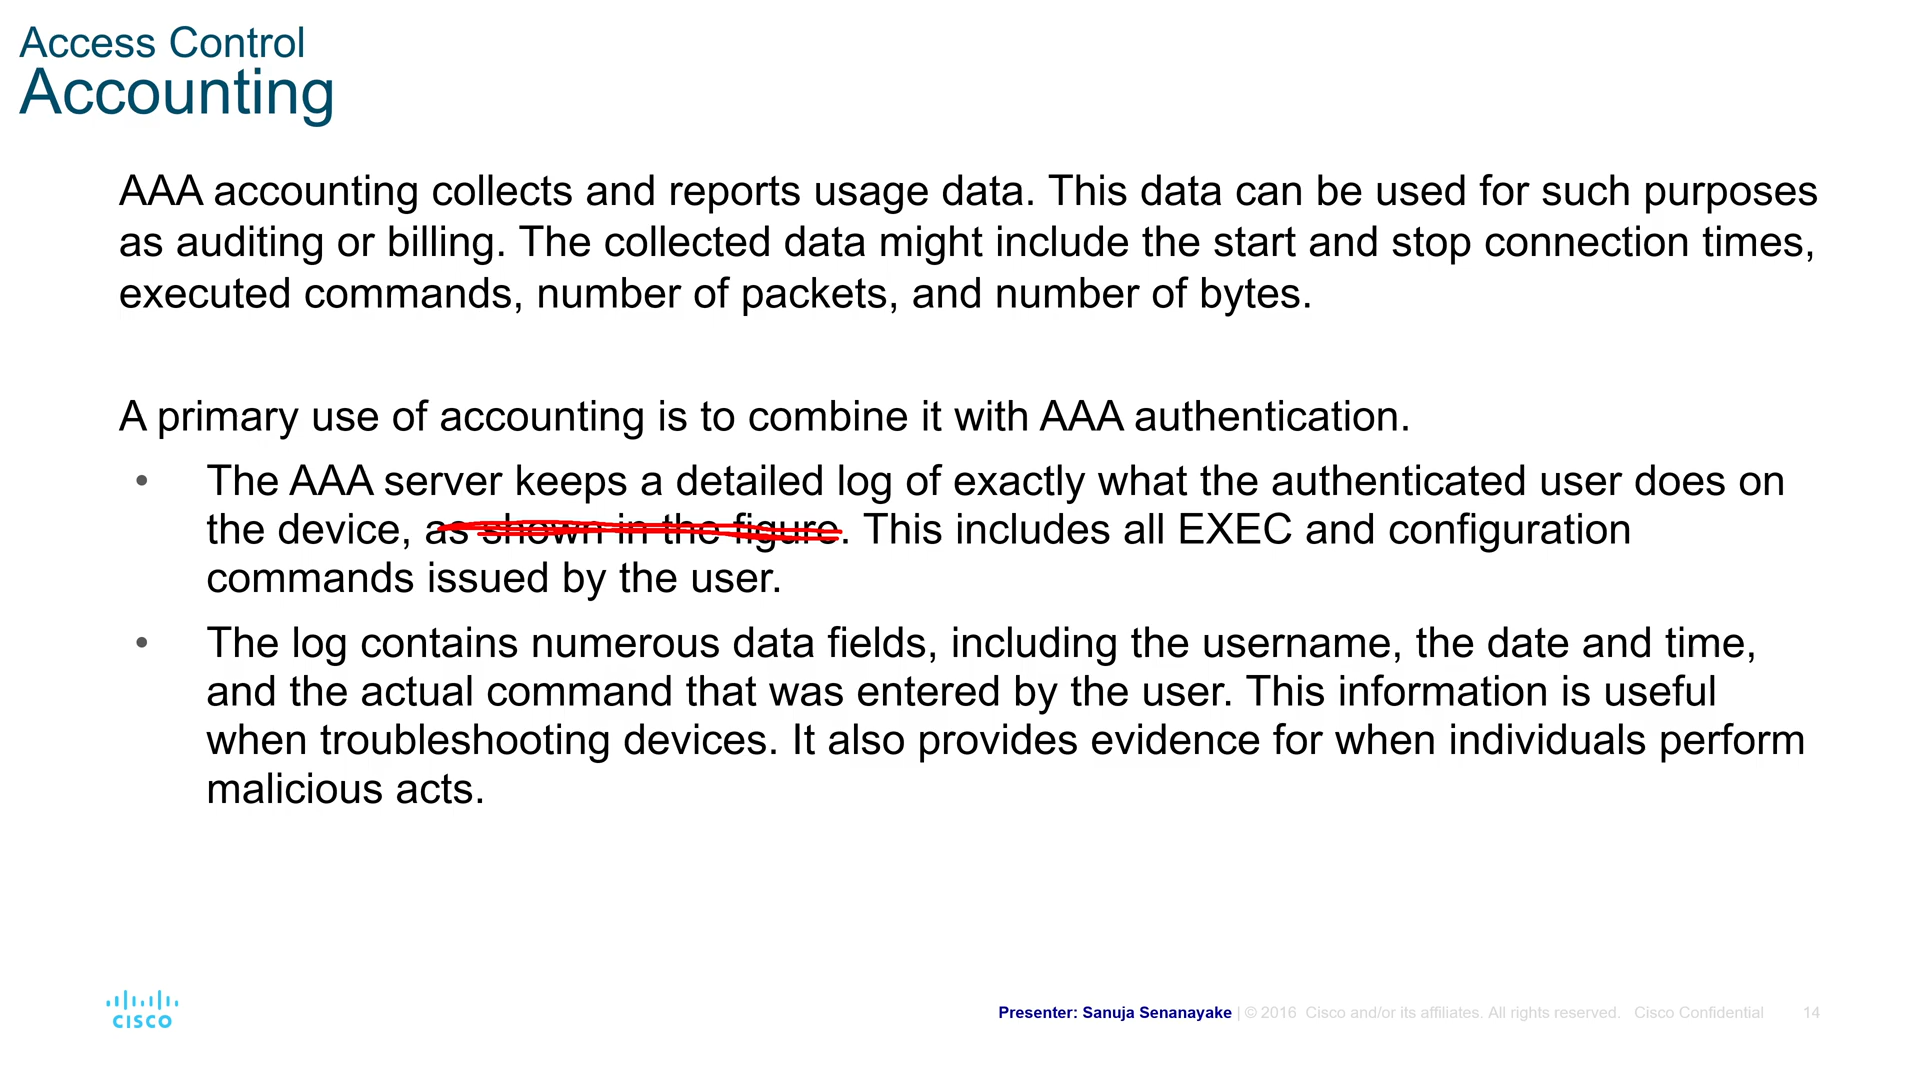 Access Control
Accounting
AAA accounting collects and reports usage data. This data can be used for such purposes
as auditing or billing. The collected data might include the start and stop connection times,
executed commands, number of packets, and number of bytes.
A primary use of accounting is to combine it with AAA authentication.
• The AAA server keeps a detailed log of exactly what the authenticated user does on
the device, as shown in the figure. This includes all EXEC and configuration
commands issued by the user.
• The log contains numerous data fields, including the username, the date and time,
and the actual command that was entered by the user. This information is useful
when troubleshooting devices. It also provides evidence for when individuals perform
malicious acts.
CISCO
Presenter: Sanuja Senanayake | © 2016 Cisco and/or its affiliates. All rights reserved. Cisco Confidential 14